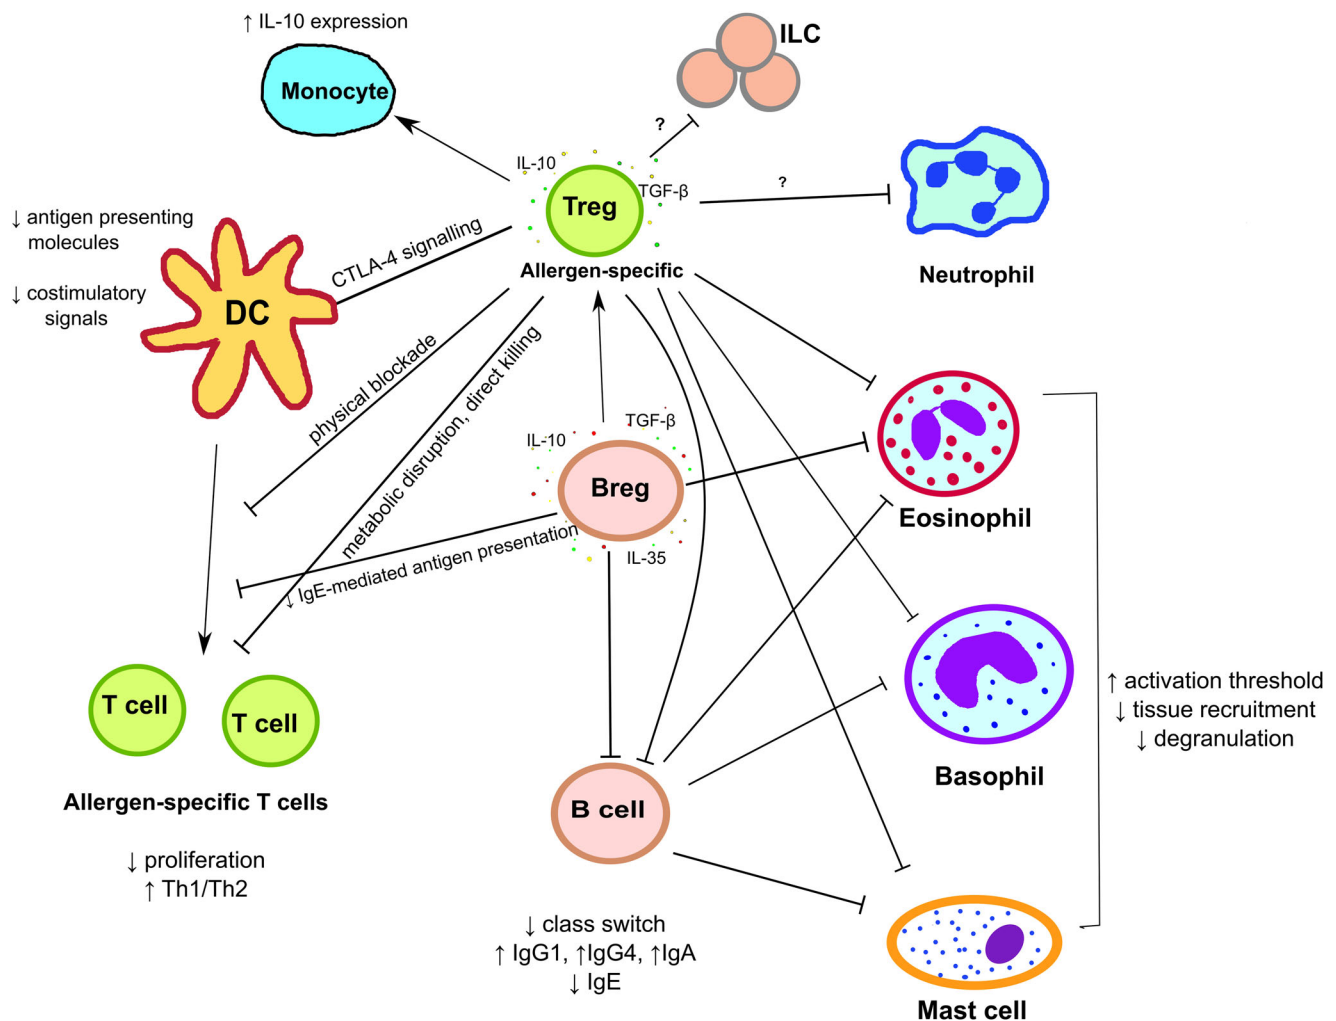 ↑ IL-10 expression
Monocyte
ILC
?
IL-10
TGF-β
Treg
Allergen-specific
?
Neutrophil
↓ antigen presenting
molecules
↓ costimulatory
signals
DC
CTLA-4 signalling
physical blockade
metabolic disruption, direct killing
↓ IgE-mediated antigen presentation
IL-10
TGF-β
Breg
IL-35
Eosinophil
Basophil
↑ activation threshold
↓ tissue recruitment
↓ degranulation
T cell
T cell
Allergen-specific T cells
↓ proliferation
↑ Th1/Th2
B cell
↓ class switch
↑ IgG1, ↑IgG4, ↑IgA
↓ IgE
Mast cell